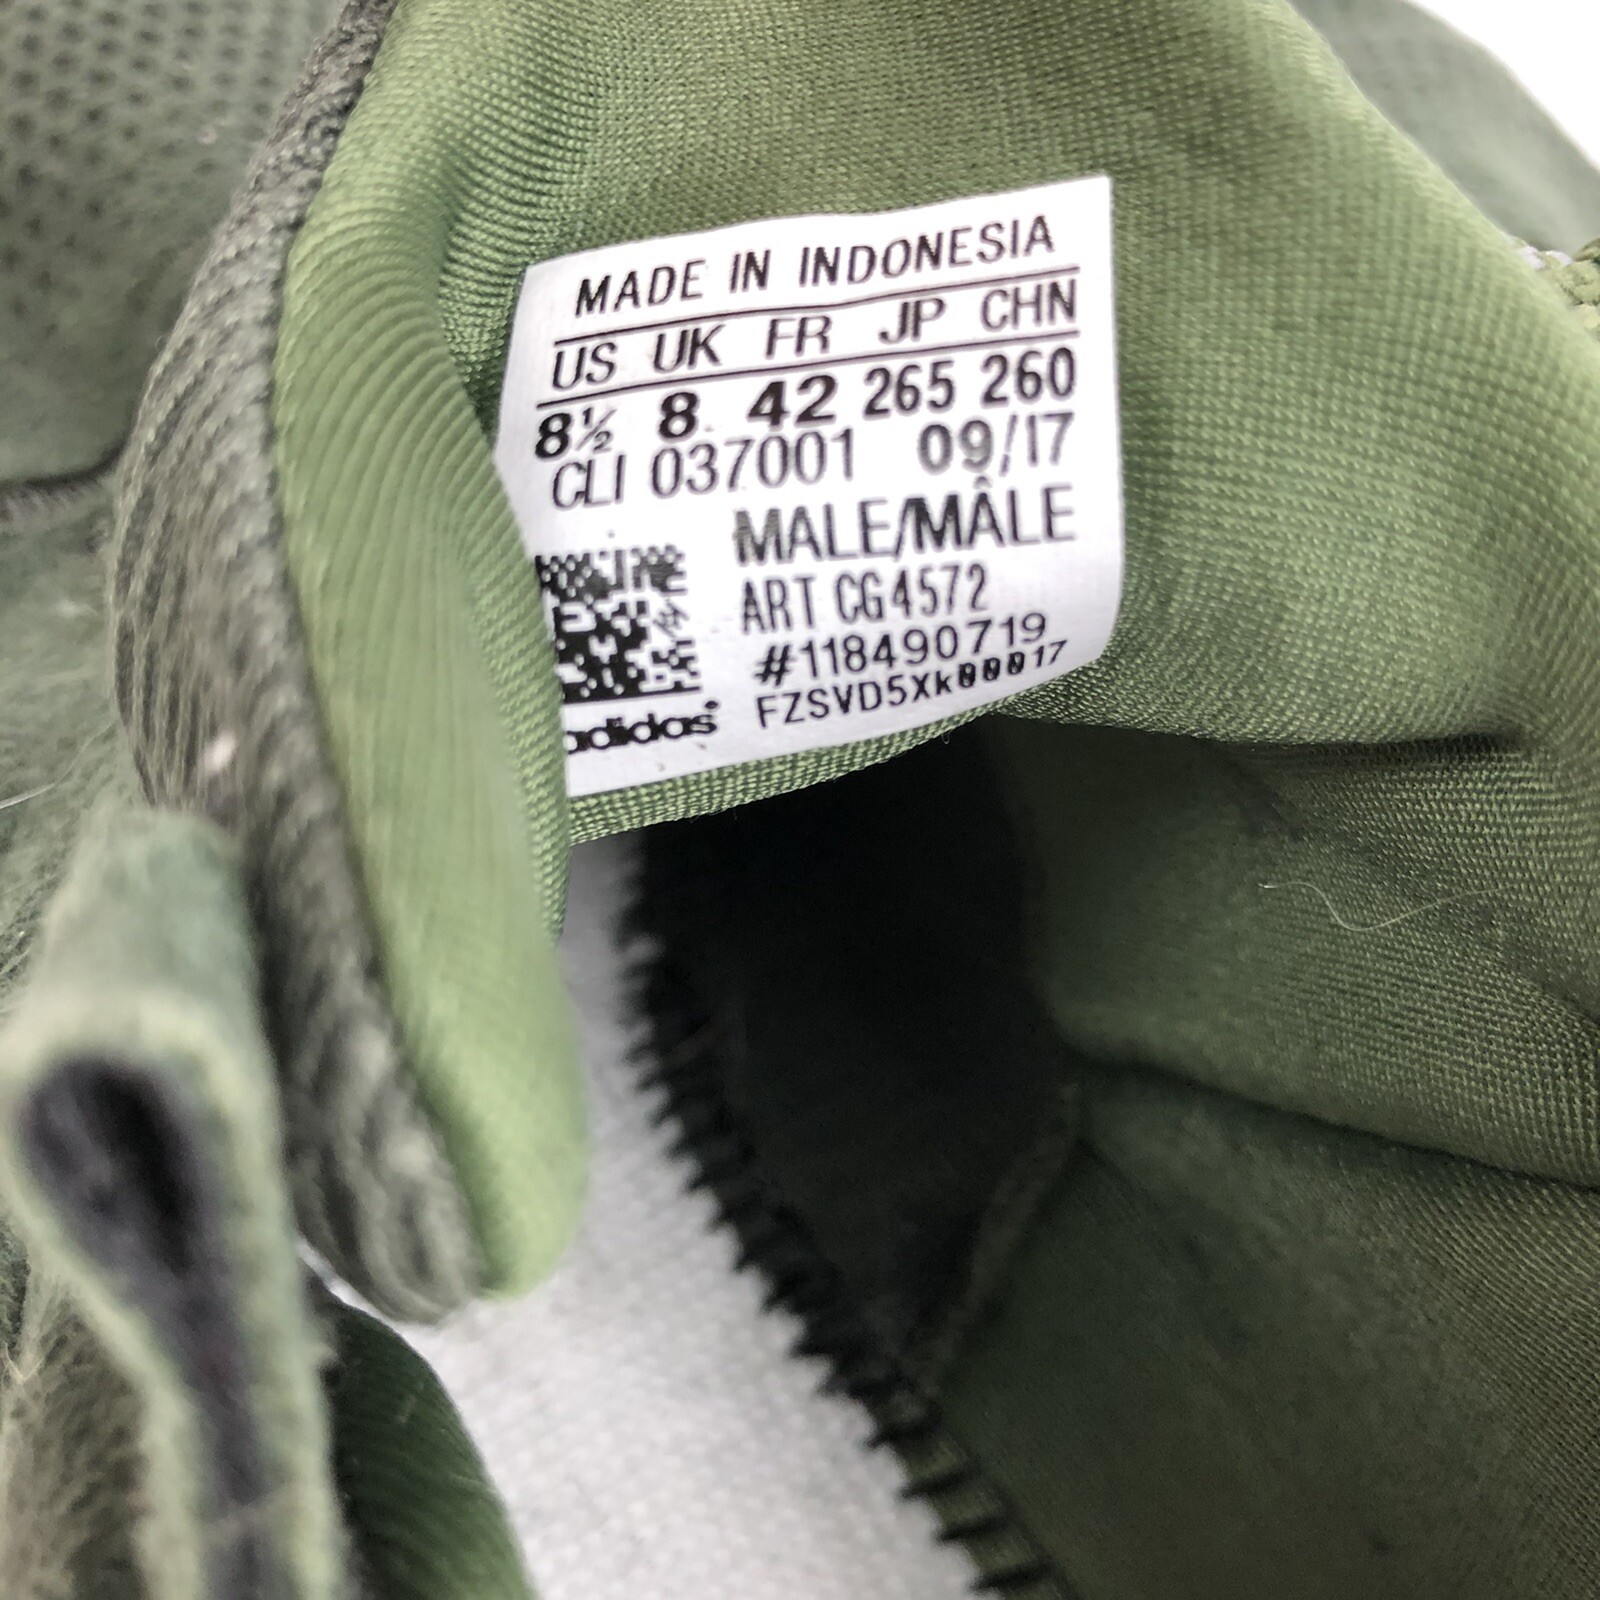 MADE IN INDONESIA
US UK FR JP CHN
8½ 8 42 265 260
CLI 037001 09/17
MALE/MÂLE
ART CG4572
#118490719
FZSVD5Xk00017
adidas